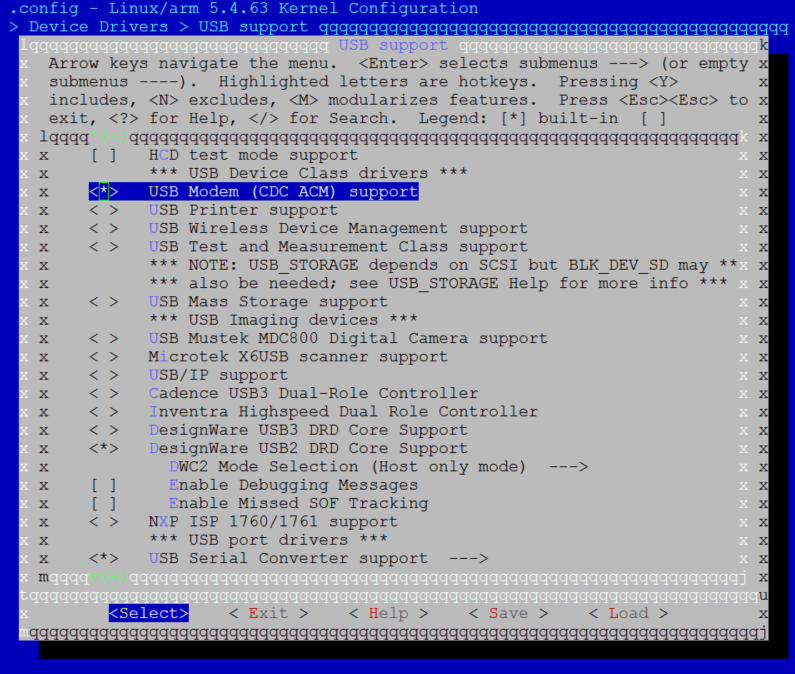 .config - Linux/arm 5.4.63 Kernel Configuration
> Device Drivers > USB support qqqqqqqqqqqqqqqqqqqqqqqqqqqqqqqqqqqqqqqqqqqqqqq
lqqqqqqqqqqqqqqqqqqqqqqqqqqqqqq USB support qqqqqqqqqqqqqqqqqqqqqqqqqqqqqqk
x Arrow keys navigate the menu. <Enter> selects submenus ---> (or empty x
x submenus ----). Highlighted letters are hotkeys. Pressing <Y> x
x includes, <N> excludes, <M> modularizes features. Press <Esc><Esc> to x
x exit, <?> for Help, </> for Search. Legend: [*] built-in [ ] x
x lqqqq^(-)qqqqqqqqqqqqqqqqqqqqqqqqqqqqqqqqqqqqqqqqqqqqqqqqqqqqqqqqqqqqqk x
x x [ ] HCD test mode support x x
x x *** USB Device Class drivers *** x x
x x <*> USB Modem (CDC ACM) support x x
x x < > USB Printer support x x
x x < > USB Wireless Device Management support x x
x x < > USB Test and Measurement Class support x x
x x *** NOTE: USB_STORAGE depends on SCSI but BLK_DEV_SD may **x x
x x *** also be needed; see USB_STORAGE Help for more info *** x x
x x < > USB Mass Storage support x x
x x *** USB Imaging devices *** x x
x x < > USB Mustek MDC800 Digital Camera support x x
x x < > Microtek X6USB scanner support x x
x x < > USB/IP support x x
x x < > Cadence USB3 Dual-Role Controller x x
x x < > Inventra Highspeed Dual Role Controller x x
x x < > DesignWare USB3 DRD Core Support x x
x x <*> DesignWare USB2 DRD Core Support x x
x x DWC2 Mode Selection (Host only mode) ---> x x
x x [ ] Enable Debugging Messages x x
x x [ ] Enable Missed SOF Tracking x x
x x < > NXP ISP 1760/1761 support x x
x x *** USB port drivers *** x x
x x <*> USB Serial Converter support ---> x x
x mqqqqv(+)qqqqqqqqqqqqqqqqqqqqqqqqqqqqqqqqqqqqqqqqqqqqqqqqqqqqqqqqqqqqqj x
tqqqqqqqqqqqqqqqqqqqqqqqqqqqqqqqqqqqqqqqqqqqqqqqqqqqqqqqqqqqqqqqqqqqqqqqqqu
x <Select> < Exit > < Help > < Save > < Load > x
mqqqqqqqqqqqqqqqqqqqqqqqqqqqqqqqqqqqqqqqqqqqqqqqqqqqqqqqqqqqqqqqqqqqqqqqqqj